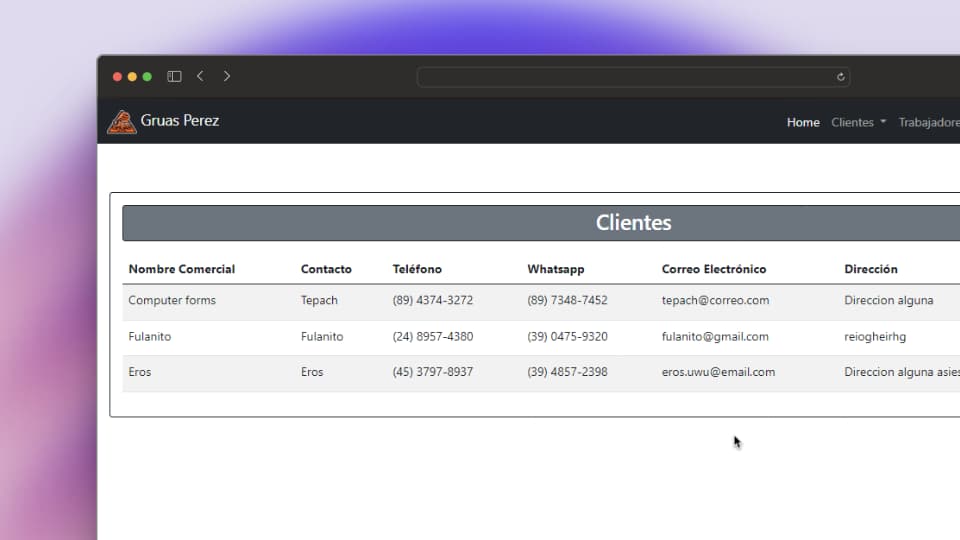 Gruas Perez
Home Clientes Trabajadore
Clientes
Nombre Comercial Contacto Teléfono Whatsapp Correo Electrónico Dirección
Computer forms Tepach (89) 4374-3272 (89) 7348-7452 tepach@correo.com Direccion alguna
Fulanito Fulanito (24) 8957-4380 (39) 0475-9320 fulanito@gmail.com reiogheirhg
Eros Eros (45) 3797-8937 (39) 4857-2398 eros.uwu@email.com Direccion alguna asies